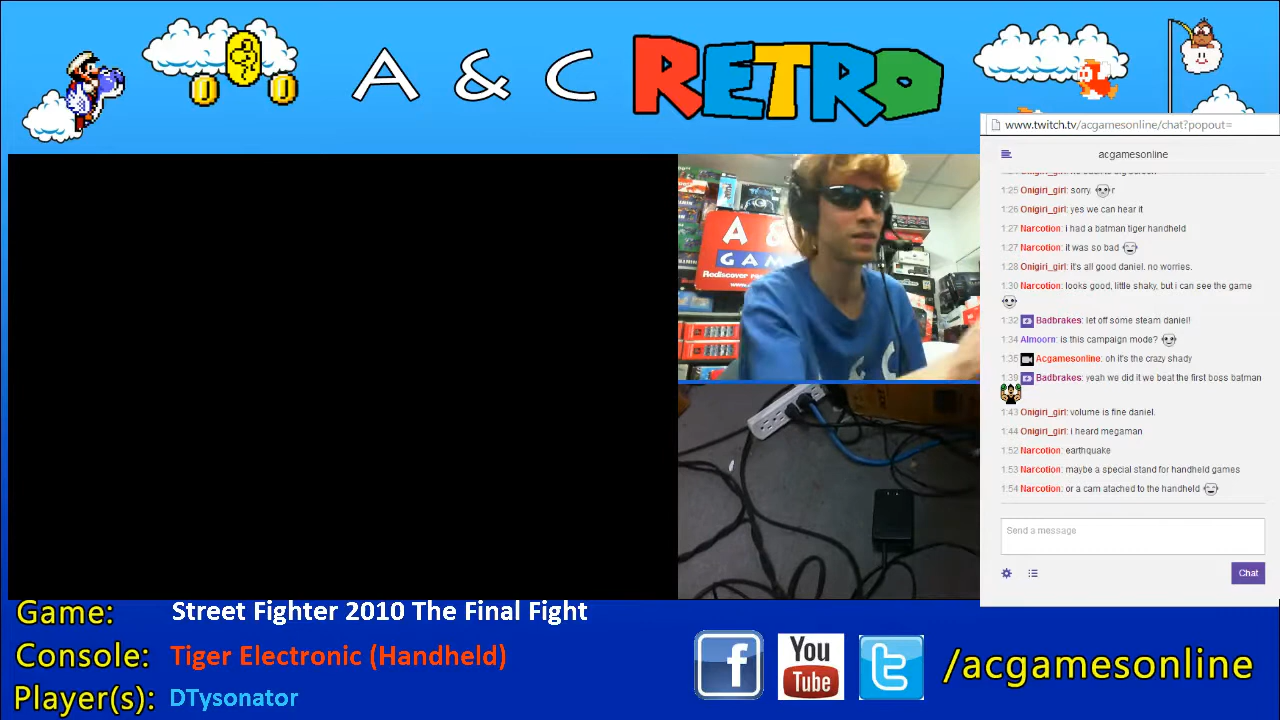 A & C RETRO
www.twitch.tv/acgamesonline/chat?popout=
acgamesonline
1:25 Onigiri_girl: sorry. r
1:26 Onigiri_girl: yes we can hear it
1:27 Narcotion: i had a batman tiger handheld
1:27 Narcotion: it was so bad
1:28 Onigiri_girl: it's all good daniel. no worries.
1:30 Narcotion: looks good, little shaky, but i can see the game
1:32 Badbrakes: let off some steam daniel!
1:34 Almoorn: is this campaign mode?
1:35 Acgamesonline: oh it's the crazy shady
1:39 Badbrakes: yeah we did it we beat the first boss batman
1:43 Onigiri_girl: volume is fine daniel.
1:44 Onigiri_girl: i heard megaman
1:52 Narcotion: earthquake
1:53 Narcotion: maybe a special stand for handheld games
1:54 Narcotion: or a cam atached to the handheld
Send a message
Chat
A &
GAM
Rediscover
Game: Street Fighter 2010 The Final Fight
Console: Tiger Electronic (Handheld)
Player(s): DTysonator
f
You
Tube
t
/acgamesonline